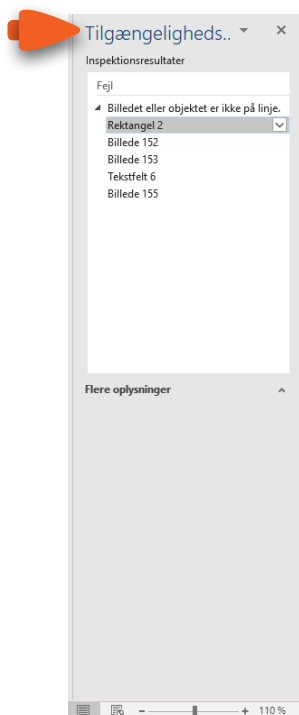 Tilgængeligheds..
Inspektionsresultater
Fejl
Billedet eller objektet er ikke på linje.
Rektangel 2
Billede 152
Billede 153
Tekstfelt 6
Billede 155
Flere oplysninger
110 %